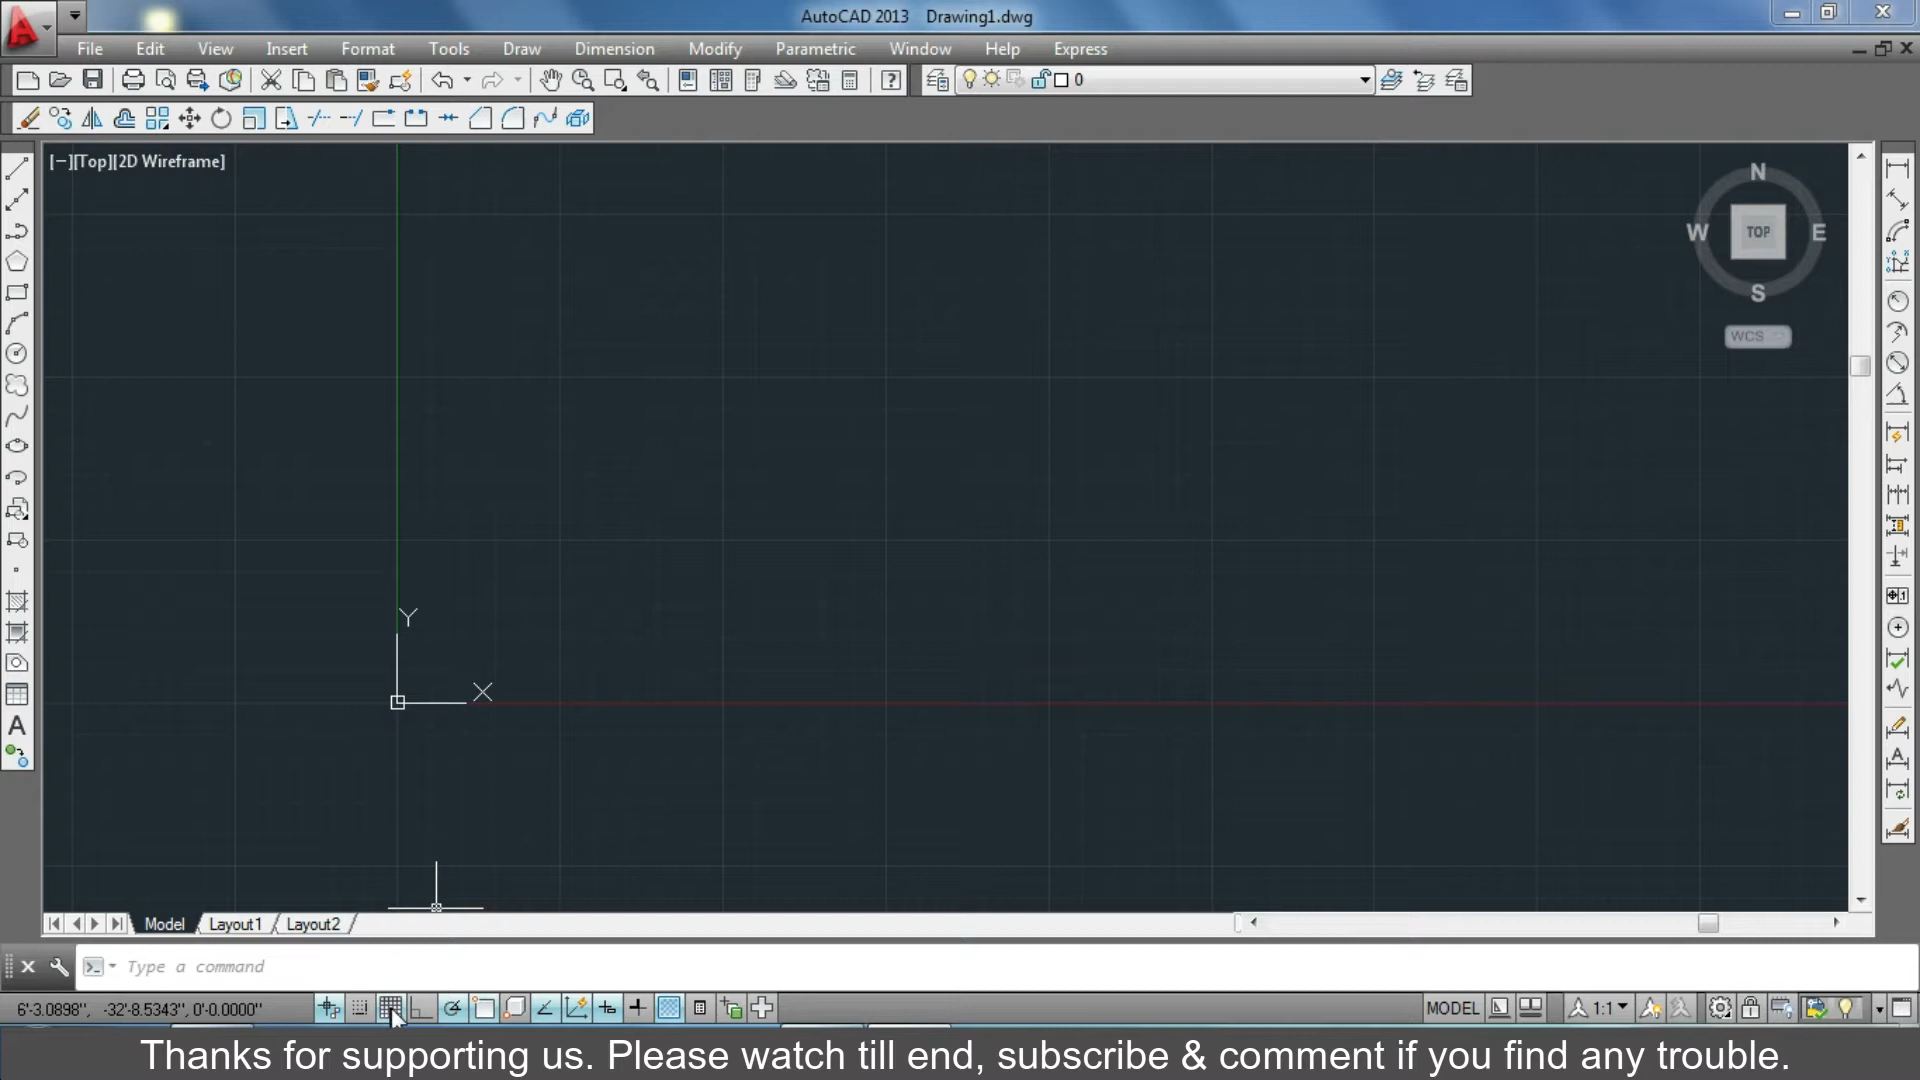 AutoCAD 2013 Drawing1.dwg
File Edit View Insert Format Tools Draw Dimension Modify Parametric Window Help Express
0
[−][Top][2D Wireframe]
N
W TOP E
S
WCS
Y
X
Model Layout1 Layout2
Type a command
6'-3.0898", -32'-8.5343", 0'-0.0000" MODEL 1:1
Thanks for supporting us. Please watch till end, subscribe & comment if you find any trouble.